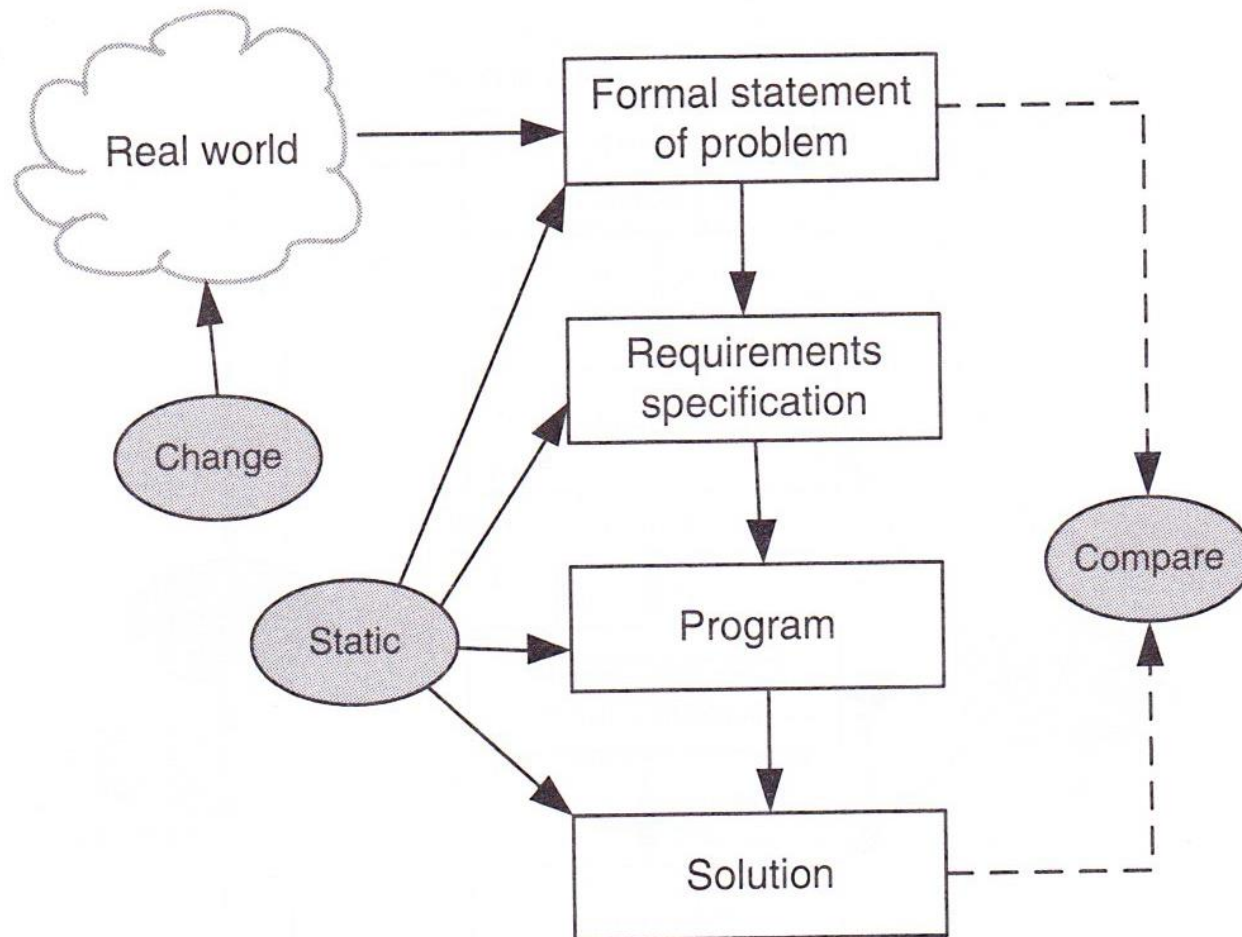 Formal statement
of problem
Real world
Requirements
specification
Change
Compare
Program
Static
Solution